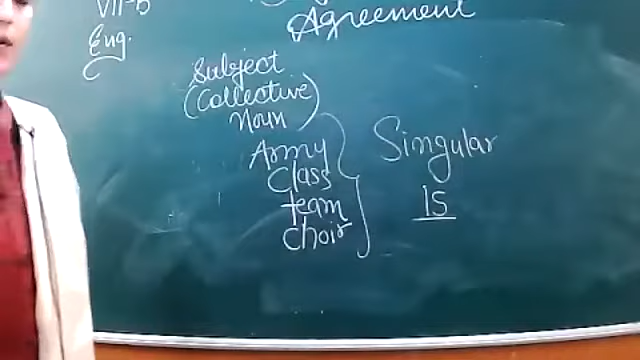 VII-B
Eng.
Agreement
Subject
(Collective
Noun)
Army
Class
team
choir
Singular
IS